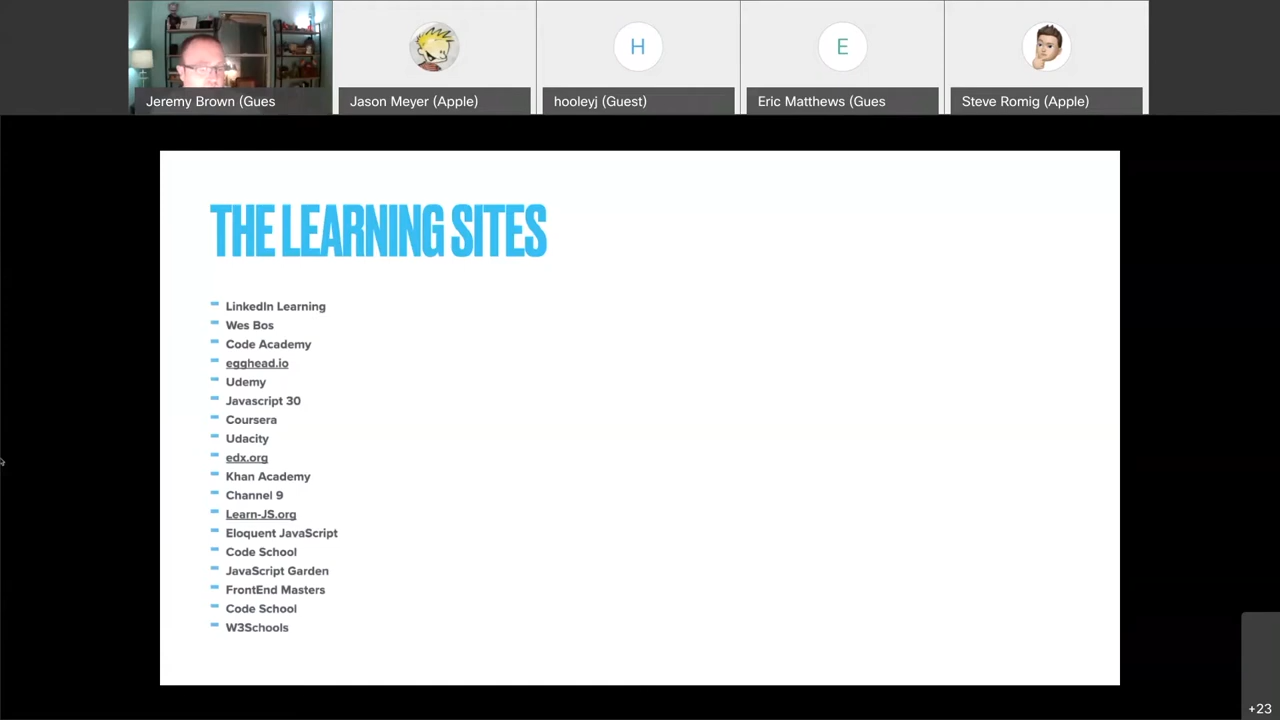 Jeremy Brown (Gues
Jason Meyer (Apple)
H
hooleyj (Guest)
E
Eric Matthews (Gues
Steve Romig (Apple)
THE LEARNING SITES
LinkedIn Learning
Wes Bos
Code Academy
egghead.io
Udemy
Javascript 30
Coursera
Udacity
edx.org
Khan Academy
Channel 9
Learn-JS.org
Eloquent JavaScript
Code School
JavaScript Garden
FrontEnd Masters
Code School
W3Schools
+23